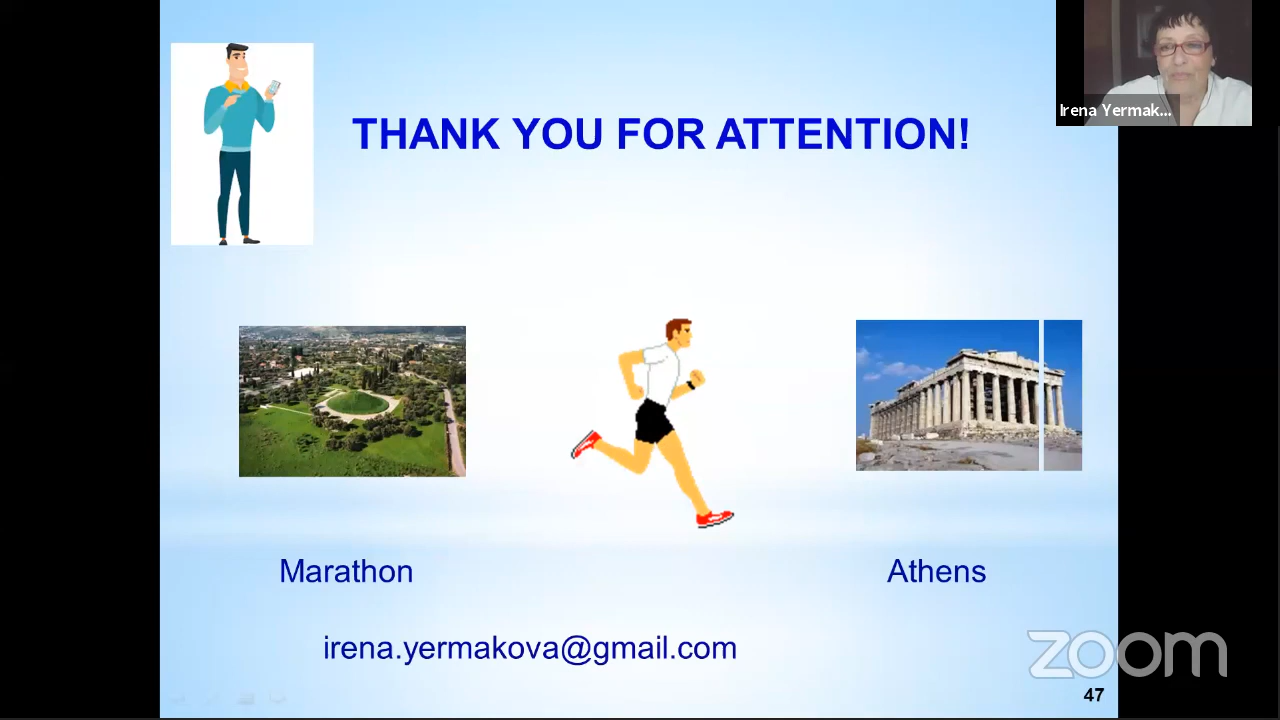 THANK YOU FOR ATTENTION!
Irena Yermak...
Marathon
Athens
irena.yermakova@gmail.com
zoom
47